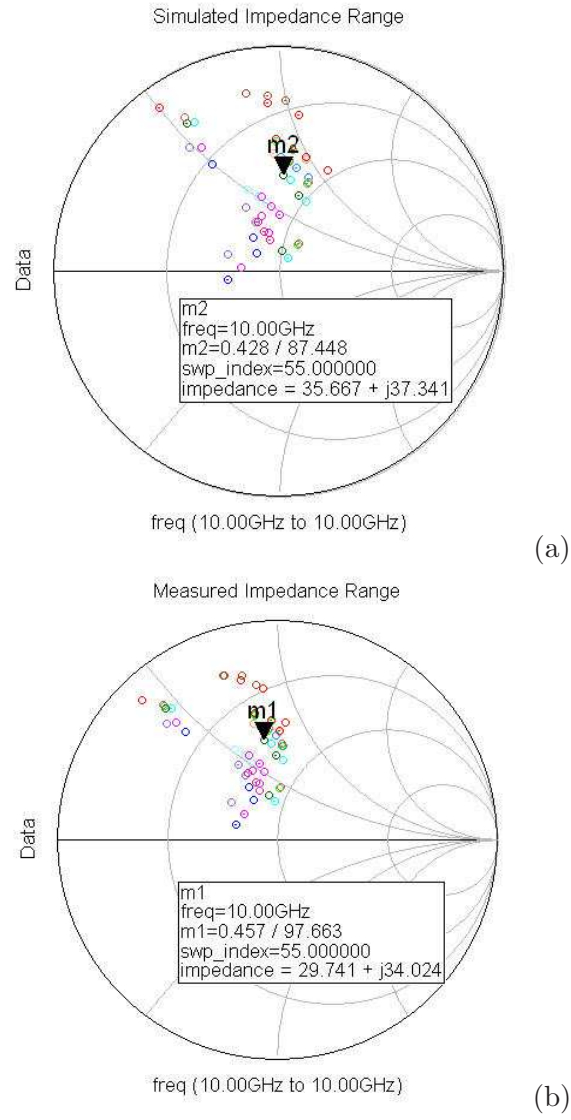 Simulated Impedance Range
m2
Data
m2
freq=10.00GHz
m2=0.428 / 87.448
swp_index=55.000000
impedance = 35.667 + j37.341
freq (10.00GHz to 10.00GHz)
(a)
Measured Impedance Range
m1
Data
m1
freq=10.00GHz
m1=0.457 / 97.663
swp_index=55.000000
impedance = 29.741 + j34.024
freq (10.00GHz to 10.00GHz)
(b)